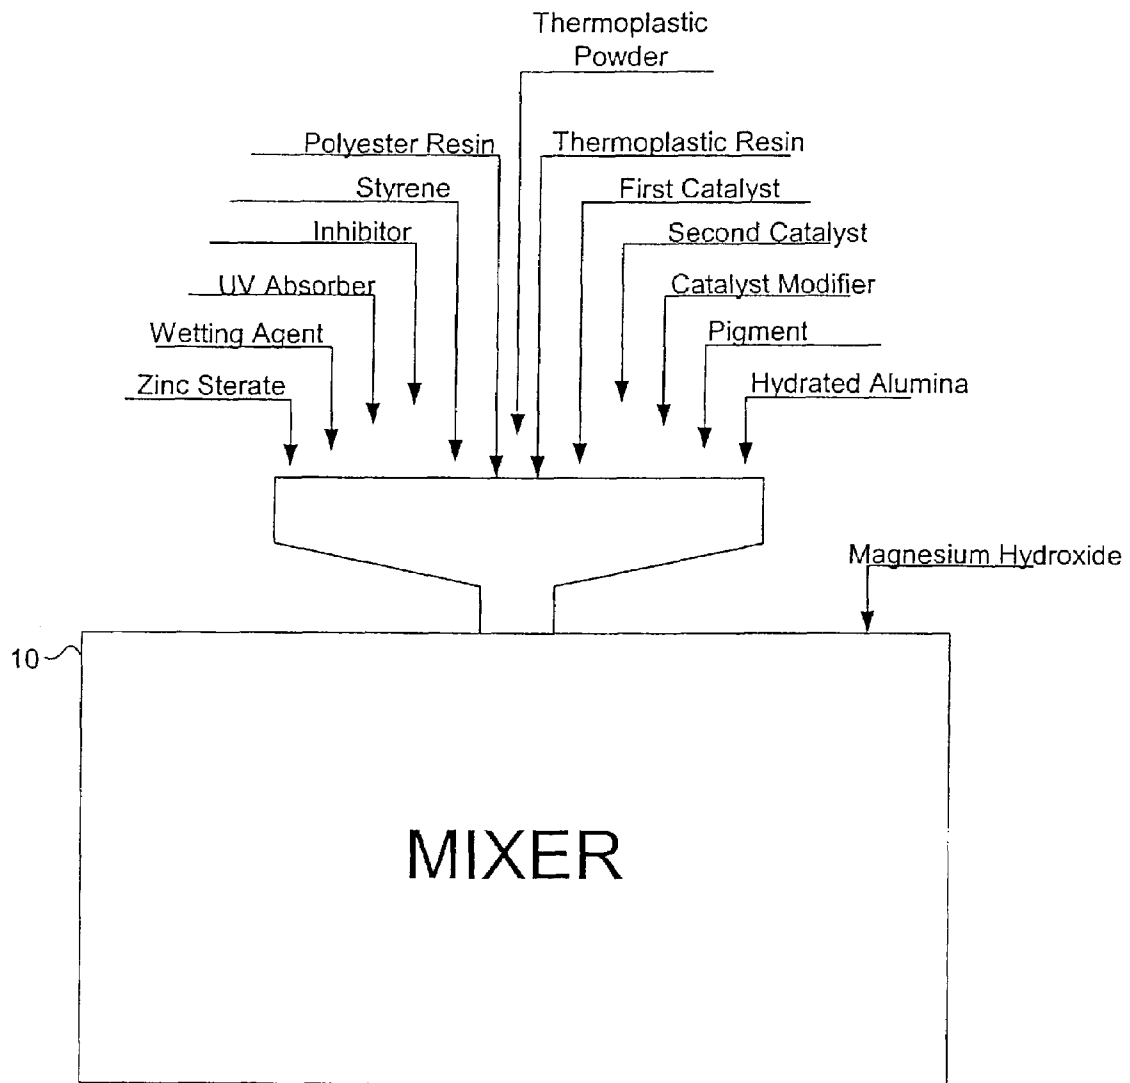 Thermoplastic
Powder
Polyester Resin
Thermoplastic Resin
Styrene
First Catalyst
Inhibitor
Second Catalyst
UV Absorber
Catalyst Modifier
Wetting Agent
Pigment
Zinc Sterate
Hydrated Alumina
Magnesium Hydroxide
10
MIXER